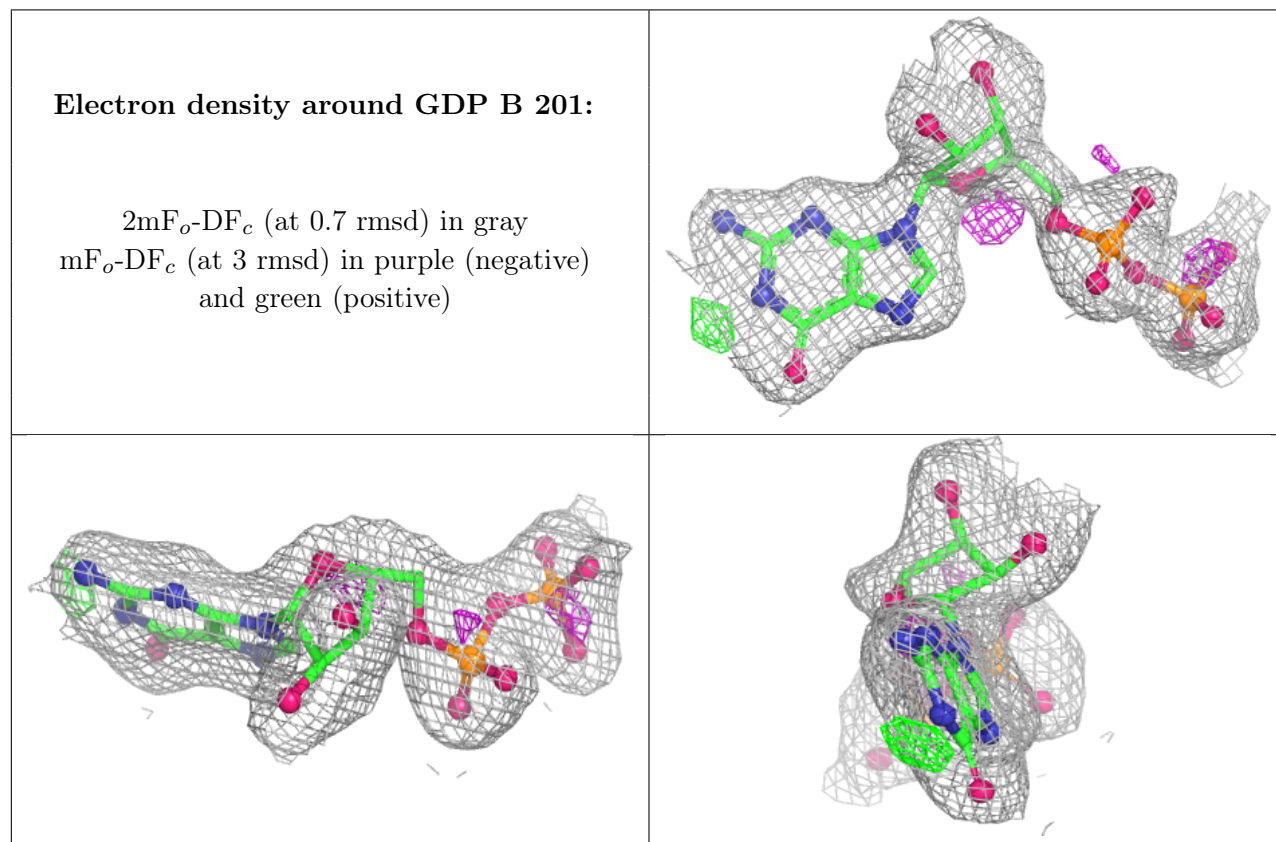 Electron density around GDP B 201:
2mFo-DFc (at 0.7 rmsd) in gray
mFo-DFc (at 3 rmsd) in purple (negative)
and green (positive)